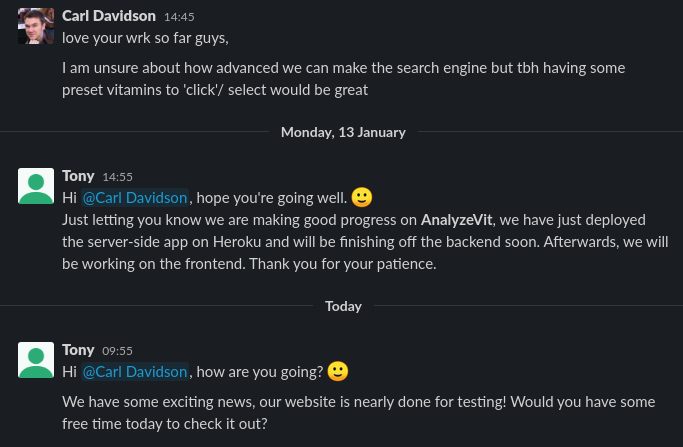 Carl Davidson 14:45
love your wrk so far guys,
I am unsure about how advanced we can make the search engine but tbh having some
preset vitamins to 'click'/ select would be great
Monday, 13 January
Tony 14:55
Hi @Carl Davidson, hope you're going well. 🙂
Just letting you know we are making good progress on AnalyzeVit, we have just deployed
the server-side app on Heroku and will be finishing off the backend soon. Afterwards, we will
be working on the frontend. Thank you for your patience.
Today
Tony 09:55
Hi @Carl Davidson, how are you going? 🙂
We have some exciting news, our website is nearly done for testing! Would you have some
free time today to check it out?